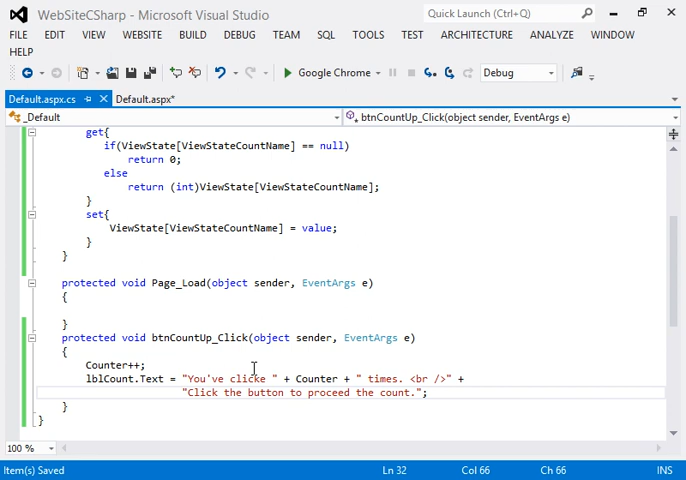 WebSiteCSharp - Microsoft Visual Studio
Quick Launch (Ctrl+Q)
FILE EDIT VIEW WEBSITE BUILD DEBUG TEAM SQL TOOLS TEST ARCHITECTURE ANALYZE WINDOW
HELP
Google Chrome Debug
Default.aspx.cs Default.aspx*
_Default btnCountUp_Click(object sender, EventArgs e)
get{
if(ViewState[ViewStateCountName] == null)
return 0;
else
return (int)ViewState[ViewStateCountName];
}
set{
ViewState[ViewStateCountName] = value;
}
}
protected void Page_Load(object sender, EventArgs e)
{
}
protected void btnCountUp_Click(object sender, EventArgs e)
{
Counter++;
lblCount.Text = "You've clicke " + Counter + " times. <br />" +
"Click the button to proceed the count.";
}
}
100 %
Item(s) Saved Ln 32 Col 66 Ch 66 INS